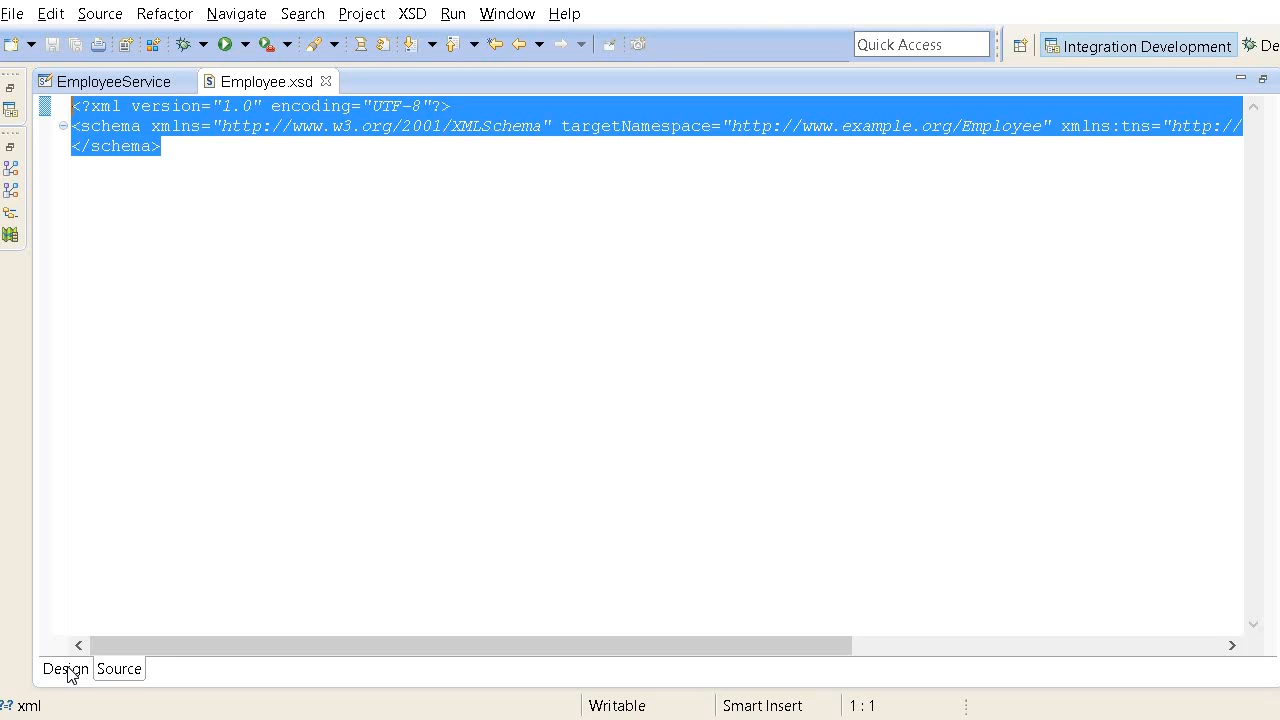 File Edit Source Refactor Navigate Search Project XSD Run Window Help
Quick Access
Integration Development
De
EmployeeService
Employee.xsd
<?xml version="1.0" encoding="UTF-8"?>
<schema xmlns="http://www.w3.org/2001/XMLSchema" targetNamespace="http://www.example.org/Employee" xmlns:tns="http://
</schema>
Design Source
xml
Writable
Smart Insert
1 : 1